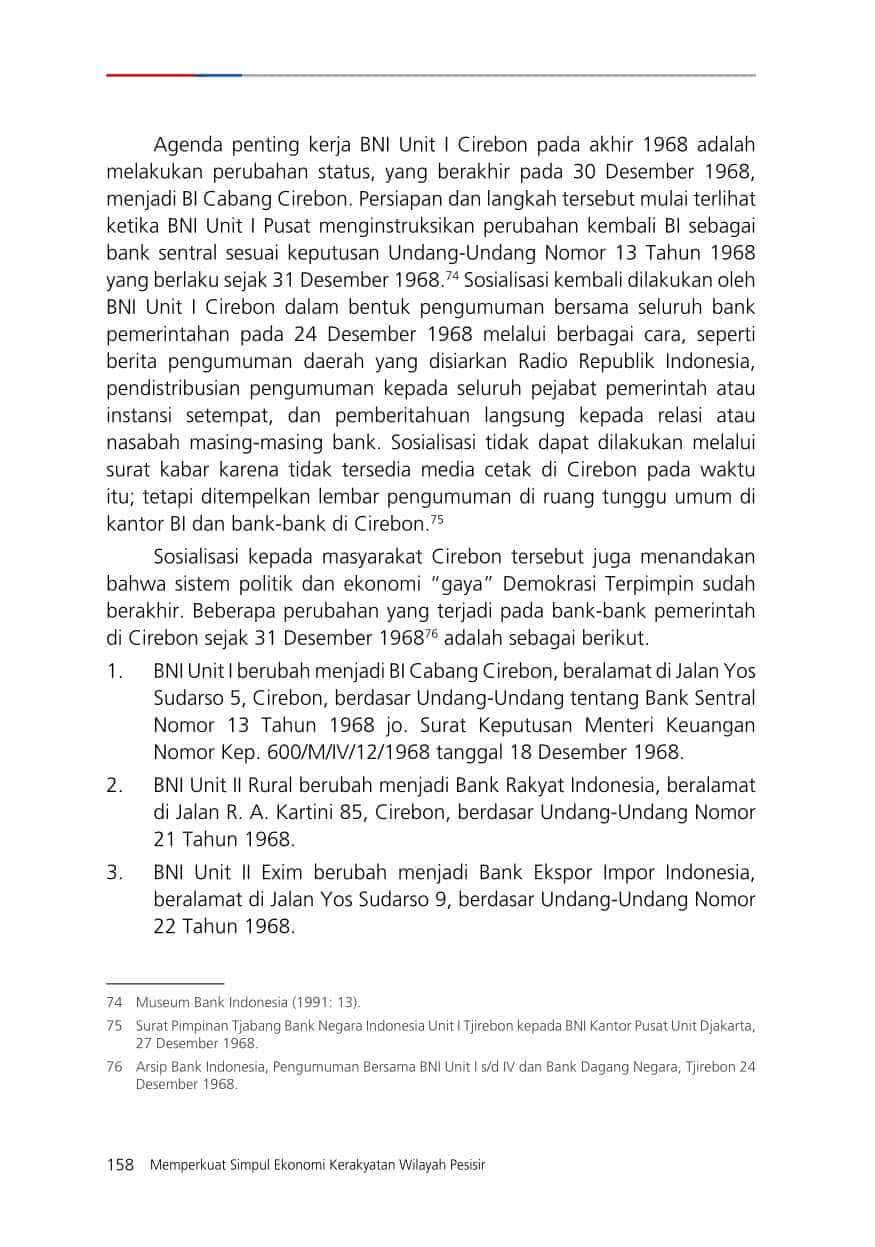 Agenda penting kerja BNI Unit I Cirebon pada akhir 1968 adalah
melakukan perubahan status, yang berakhir pada 30 Desember 1968,
menjadi BI Cabang Cirebon. Persiapan dan langkah tersebut mulai terlihat
ketika BNI Unit I Pusat menginstruksikan perubahan kembali BI sebagai
bank sentral sesuai keputusan Undang-Undang Nomor 13 Tahun 1968
yang berlaku sejak 31 Desember 1968.74 Sosialisasi kembali dilakukan oleh
BNI Unit I Cirebon dalam bentuk pengumuman bersama seluruh bank
pemerintahan pada 24 Desember 1968 melalui berbagai cara, seperti
berita pengumuman daerah yang disiarkan Radio Republik Indonesia,
pendistribusian pengumuman kepada seluruh pejabat pemerintah atau
instansi setempat, dan pemberitahuan langsung kepada relasi atau
nasabah masing-masing bank. Sosialisasi tidak dapat dilakukan melalui
surat kabar karena tidak tersedia media cetak di Cirebon pada waktu
itu; tetapi ditempelkan lembar pengumuman di ruang tunggu umum di
kantor BI dan bank-bank di Cirebon.75
Sosialisasi kepada masyarakat Cirebon tersebut juga menandakan
bahwa sistem politik dan ekonomi “gaya” Demokrasi Terpimpin sudah
berakhir. Beberapa perubahan yang terjadi pada bank-bank pemerintah
di Cirebon sejak 31 Desember 196876 adalah sebagai berikut.
1. BNI Unit I berubah menjadi BI Cabang Cirebon, beralamat di Jalan Yos
Sudarso 5, Cirebon, berdasar Undang-Undang tentang Bank Sentral
Nomor 13 Tahun 1968 jo. Surat Keputusan Menteri Keuangan
Nomor Kep. 600/M/IV/12/1968 tanggal 18 Desember 1968.
2. BNI Unit II Rural berubah menjadi Bank Rakyat Indonesia, beralamat
di Jalan R. A. Kartini 85, Cirebon, berdasar Undang-Undang Nomor
21 Tahun 1968.
3. BNI Unit II Exim berubah menjadi Bank Ekspor Impor Indonesia,
beralamat di Jalan Yos Sudarso 9, berdasar Undang-Undang Nomor
22 Tahun 1968.
74 Museum Bank Indonesia (1991: 13).
75 Surat Pimpinan Tjabang Bank Negara Indonesia Unit I Tjirebon kepada BNI Kantor Pusat Unit Djakarta,
27 Desember 1968.
76 Arsip Bank Indonesia, Pengumuman Bersama BNI Unit I s/d IV dan Bank Dagang Negara, Tjirebon 24
Desember 1968.
158 Memperkuat Simpul Ekonomi Kerakyatan Wilayah Pesisir